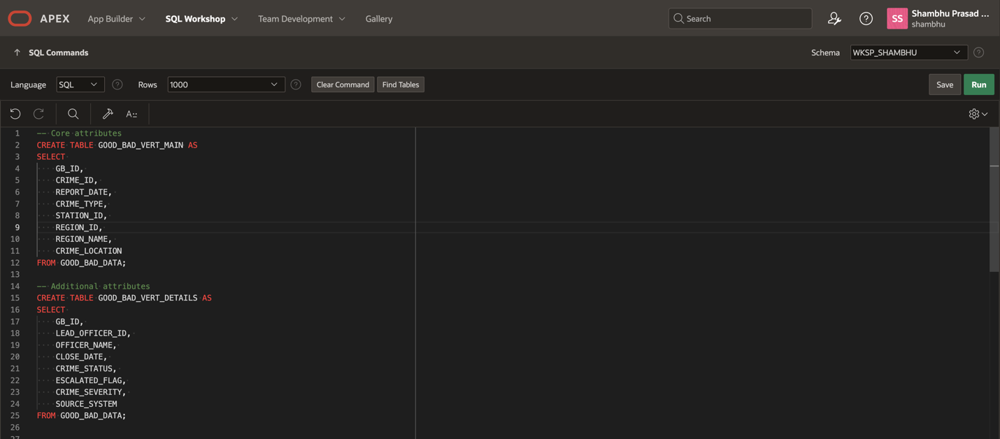 APEX App Builder SQL Workshop Team Development Gallery Search SS Shambhu Prasad ...
shambhu
SQL Commands Schema WKSP_SHAMBHU
Language SQL Rows 1000 Clear Command Find Tables Save Run
A::
1 -- Core attributes
2 CREATE TABLE GOOD_BAD_VERT_MAIN AS
3 SELECT
4 GB_ID,
5 CRIME_ID,
6 REPORT_DATE,
7 CRIME_TYPE,
8 STATION_ID,
9 REGION_ID,
10 REGION_NAME,
11 CRIME_LOCATION
12 FROM GOOD_BAD_DATA;
13
14 -- Additional attributes
15 CREATE TABLE GOOD_BAD_VERT_DETAILS AS
16 SELECT
17 GB_ID,
18 LEAD_OFFICER_ID,
19 OFFICER_NAME,
20 CLOSE_DATE,
21 CRIME_STATUS,
22 ESCALATED_FLAG,
23 CRIME_SEVERITY,
24 SOURCE_SYSTEM
25 FROM GOOD_BAD_DATA;
26
27